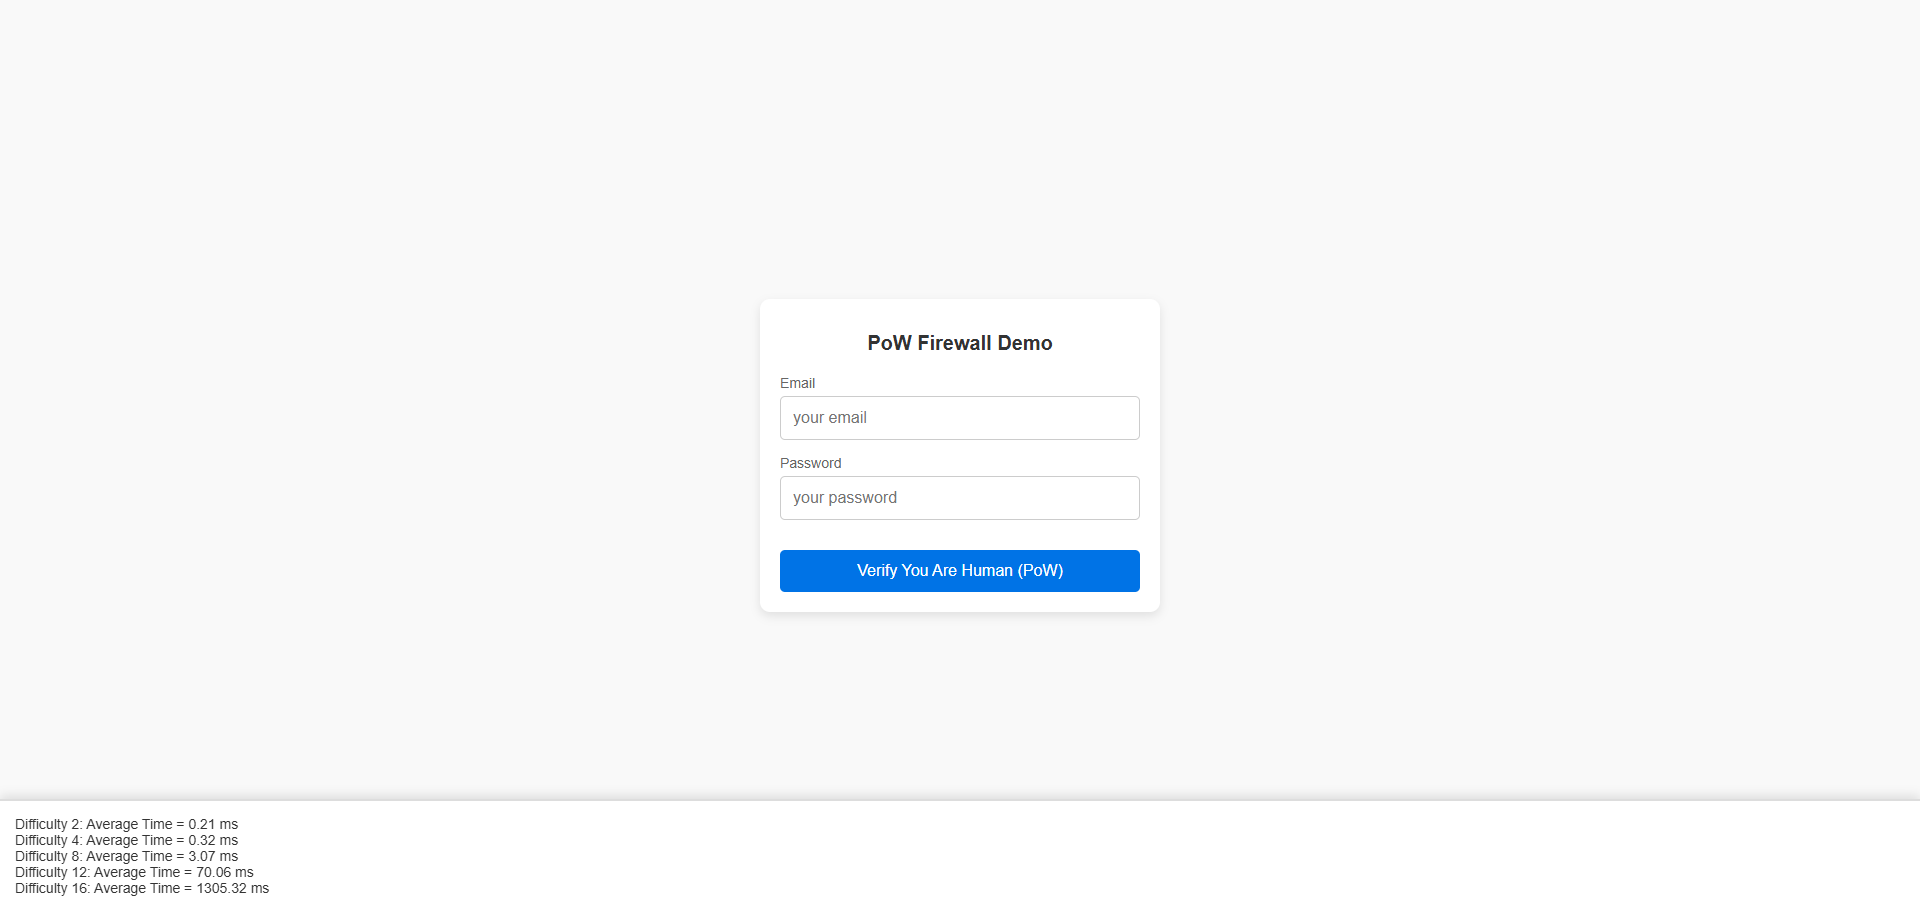 PoW Firewall Demo
Email
your email
Password
your password
Verify You Are Human (PoW)
Difficulty 2: Average Time = 0.21 ms
Difficulty 4: Average Time = 0.32 ms
Difficulty 8: Average Time = 3.07 ms
Difficulty 12: Average Time = 70.06 ms
Difficulty 16: Average Time = 1305.32 ms